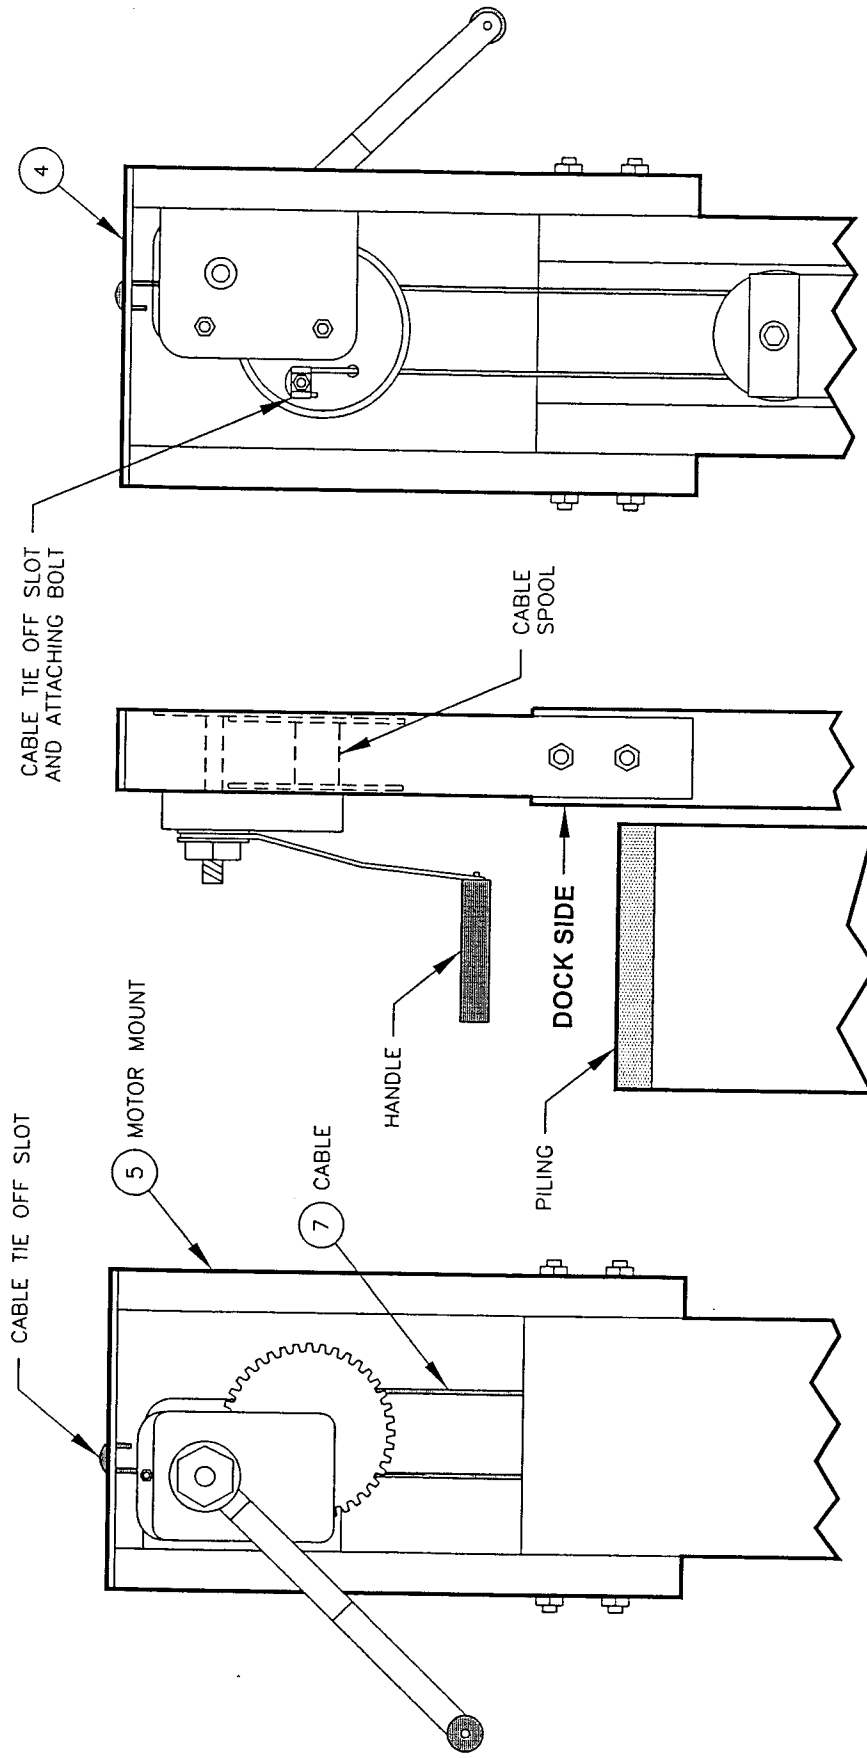 CABLE TIE OFF SLOT
5 MOTOR MOUNT
7 CABLE
HANDLE
PILING
DOCK SIDE
CABLE
SPOOL
CABLE TIE OFF SLOT
AND ATTACHING BOLT
4